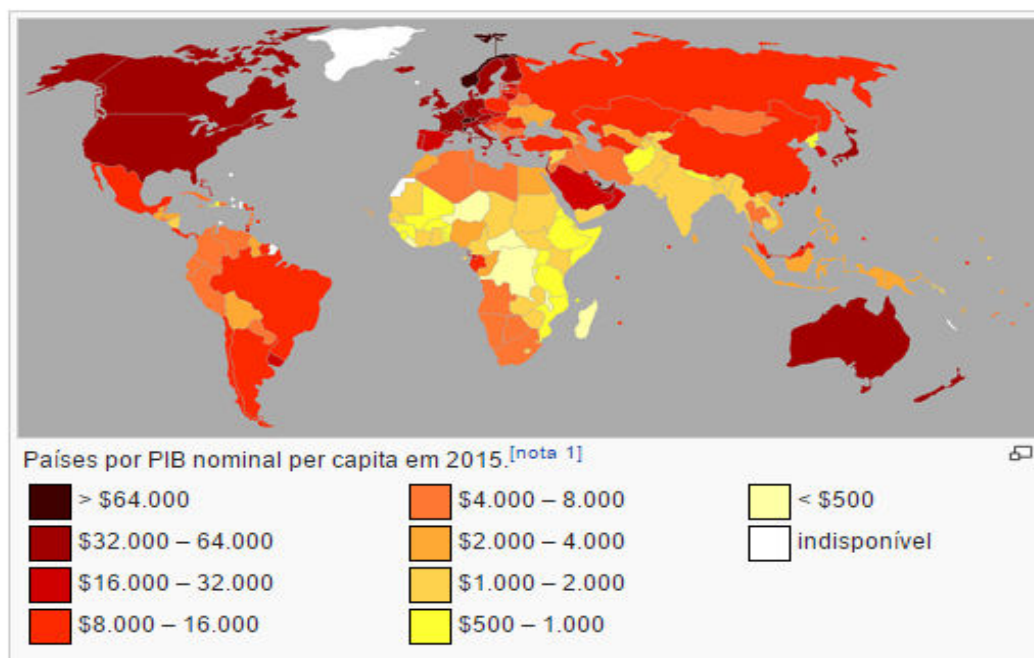 Países por PIB nominal per capita em 2015.[nota 1]
> $64.000
$32.000 – 64.000
$16.000 – 32.000
$8.000 – 16.000
$4.000 – 8.000
$2.000 – 4.000
$1.000 – 2.000
$500 – 1.000
< $500
indisponível